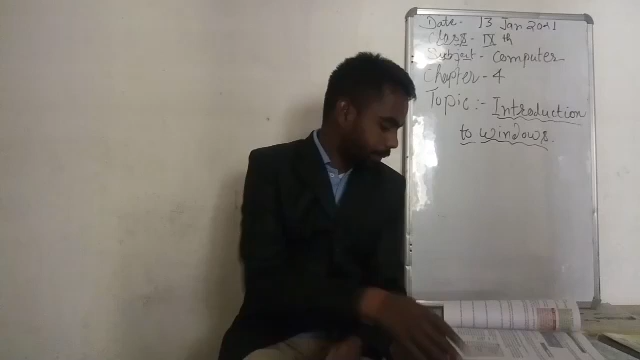 Date - 13 Jan 2021
Class - IX th
Subject - Computer
Chapter - 4
Topic :- Introduction
to windows.